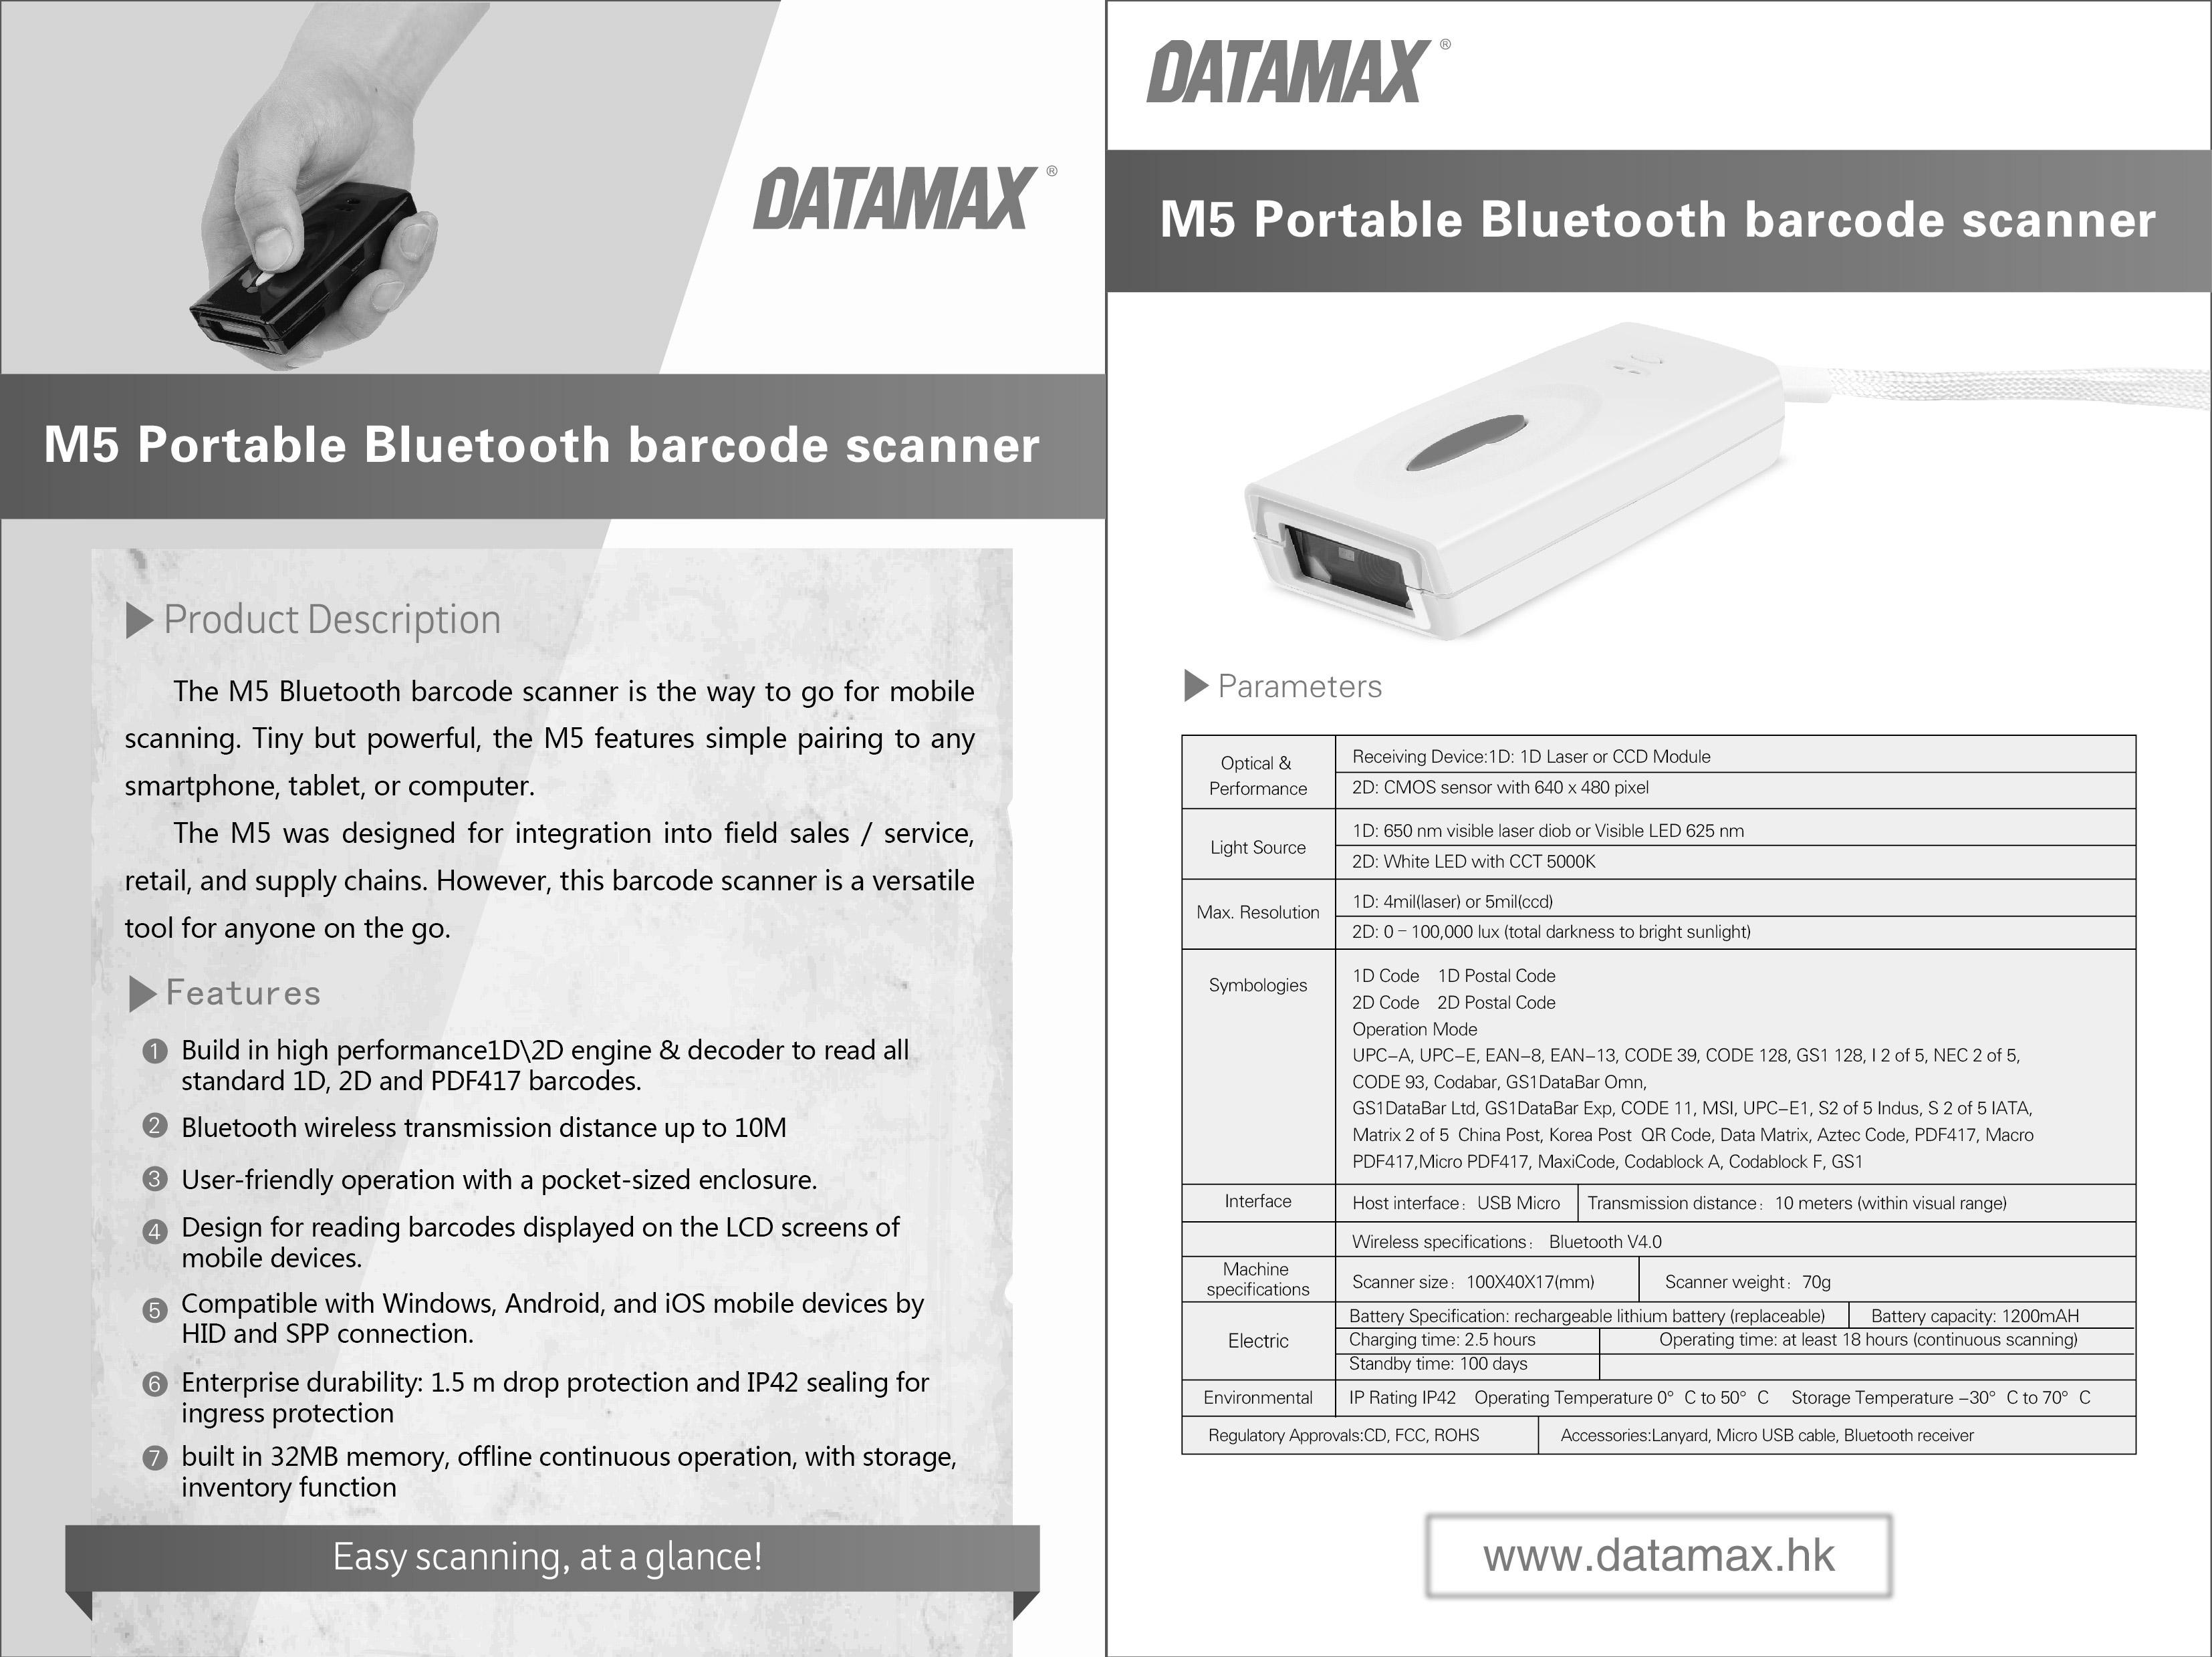 DATAMAX ®
M5 Portable Bluetooth barcode scanner
Product Description
The M5 Bluetooth barcode scanner is the way to go for mobile
scanning. Tiny but powerful, the M5 features simple pairing to any
smartphone, tablet, or computer.
The M5 was designed for integration into field sales / service,
retail, and supply chains. However, this barcode scanner is a versatile
tool for anyone on the go.
Features
1 Build in high performance1D\2D engine & decoder to read all
standard 1D, 2D and PDF417 barcodes.
2 Bluetooth wireless transmission distance up to 10M
3 User-friendly operation with a pocket-sized enclosure.
4 Design for reading barcodes displayed on the LCD screens of
mobile devices.
5 Compatible with Windows, Android, and iOS mobile devices by
HID and SPP connection.
6 Enterprise durability: 1.5 m drop protection and IP42 sealing for
ingress protection
7 built in 32MB memory, offline continuous operation, with storage,
inventory function
Easy scanning, at a glance!
DATAMAX ®
M5 Portable Bluetooth barcode scanner
Parameters
Optical &
Performance
Receiving Device:1D: 1D Laser or CCD Module
2D: CMOS sensor with 640 x 480 pixel
Light Source
1D: 650 nm visible laser diob or Visible LED 625 nm
2D: White LED with CCT 5000K
Max. Resolution
1D: 4mil(laser) or 5mil(ccd)
2D: 0 – 100,000 lux (total darkness to bright sunlight)
Symbologies
1D Code 1D Postal Code
2D Code 2D Postal Code
Operation Mode
UPC–A, UPC–E, EAN–8, EAN–13, CODE 39, CODE 128, GS1 128, I 2 of 5, NEC 2 of 5,
CODE 93, Codabar, GS1DataBar Omn,
GS1DataBar Ltd, GS1DataBar Exp, CODE 11, MSI, UPC–E1, S2 of 5 Indus, S 2 of 5 IATA,
Matrix 2 of 5 China Post, Korea Post QR Code, Data Matrix, Aztec Code, PDF417, Macro
PDF417,Micro PDF417, MaxiCode, Codablock A, Codablock F, GS1
Interface
Host interface： USB Micro
Transmission distance： 10 meters (within visual range)
Wireless specifications： Bluetooth V4.0
Machine
specifications
Scanner size： 100X40X17(mm)
Scanner weight： 70g
Electric
Battery Specification: rechargeable lithium battery (replaceable)
Battery capacity: 1200mAH
Charging time: 2.5 hours
Operating time: at least 18 hours (continuous scanning)
Standby time: 100 days
Environmental
IP Rating IP42 Operating Temperature 0° C to 50° C Storage Temperature –30° C to 70° C
Regulatory Approvals:CD, FCC, ROHS
Accessories:Lanyard, Micro USB cable, Bluetooth receiver
www.datamax.hk